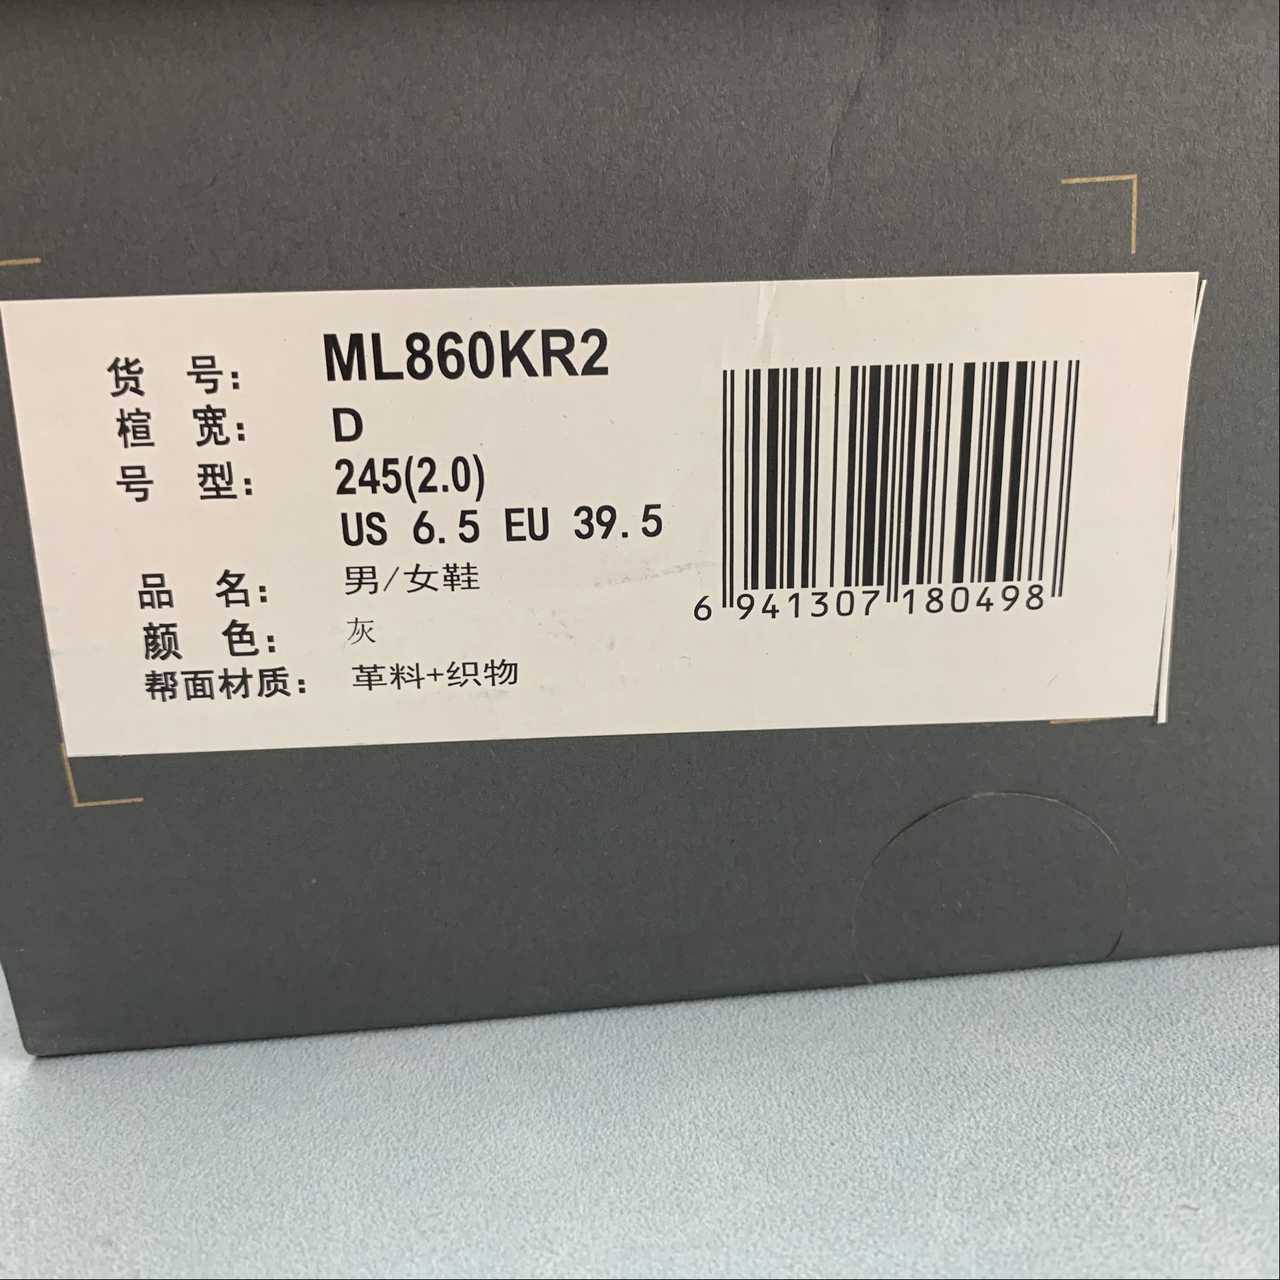 货 号: ML860KR2
楦 宽: D
号 型: 245(2.0)
US 6.5 EU 39.5
品 名: 男/女鞋
颜 色: 灰
帮面材质: 革料+织物
6 941307 180498